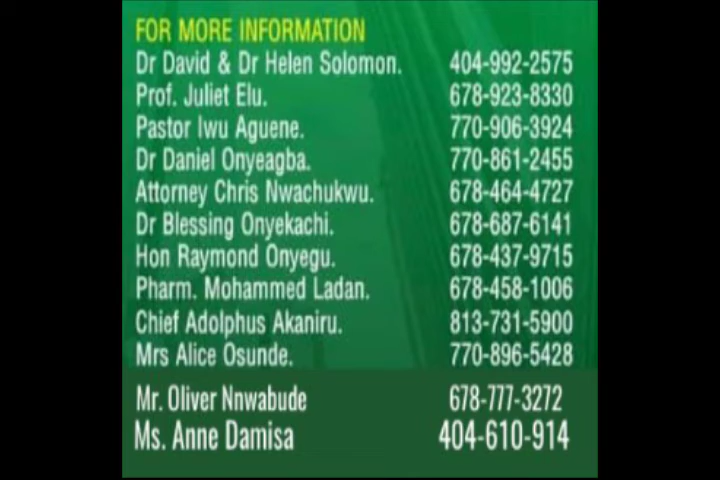 FOR MORE INFORMATION
Dr David & Dr Helen Solomon. 404-992-2575
Prof. Juliet Elu. 678-923-8330
Pastor Iwu Aguene. 770-906-3924
Dr Daniel Onyeagba. 770-861-2455
Attorney Chris Nwachukwu. 678-464-4727
Dr Blessing Onyekachi. 678-687-6141
Hon Raymond Onyegu. 678-437-9715
Pharm. Mohammed Ladan. 678-458-1006
Chief Adolphus Akaniru. 813-731-5900
Mrs Alice Osunde. 770-896-5428
Mr. Oliver Nnwabude 678-777-3272
Ms. Anne Damisa 404-610-914